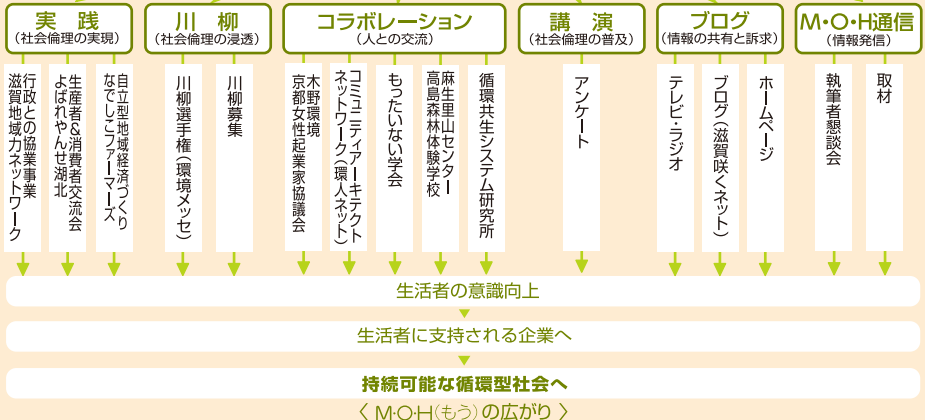 実践
（社会倫理の実現）
川柳
（社会倫理の浸透）
コラボレーション
（人との交流）
講演
（社会倫理の普及）
ブログ
（情報の共有と訴求）
M・O・H通信
（情報発信）
行政との協業事業
滋賀地域力ネットワーク
生産者&消費者交流会
よばれやんせ湖北
自立型地域経済づくり
なでしこファーマーズ
川柳選手権（環境メッセ）
川柳募集
木野環境
京都女性起業家協議会
コミュニティアーキテクト
ネットワーク（環人ネット）
もったいない学会
麻生里山センター
高島森林体験学校
循環共生システム研究所
アンケート
テレビ・ラジオ
ブログ（滋賀咲くネット）
ホームページ
執筆者懇談会
取材
生活者の意識向上
生活者に支持される企業へ
持続可能な循環型社会へ
〈 M・O・H（もう）の広がり 〉